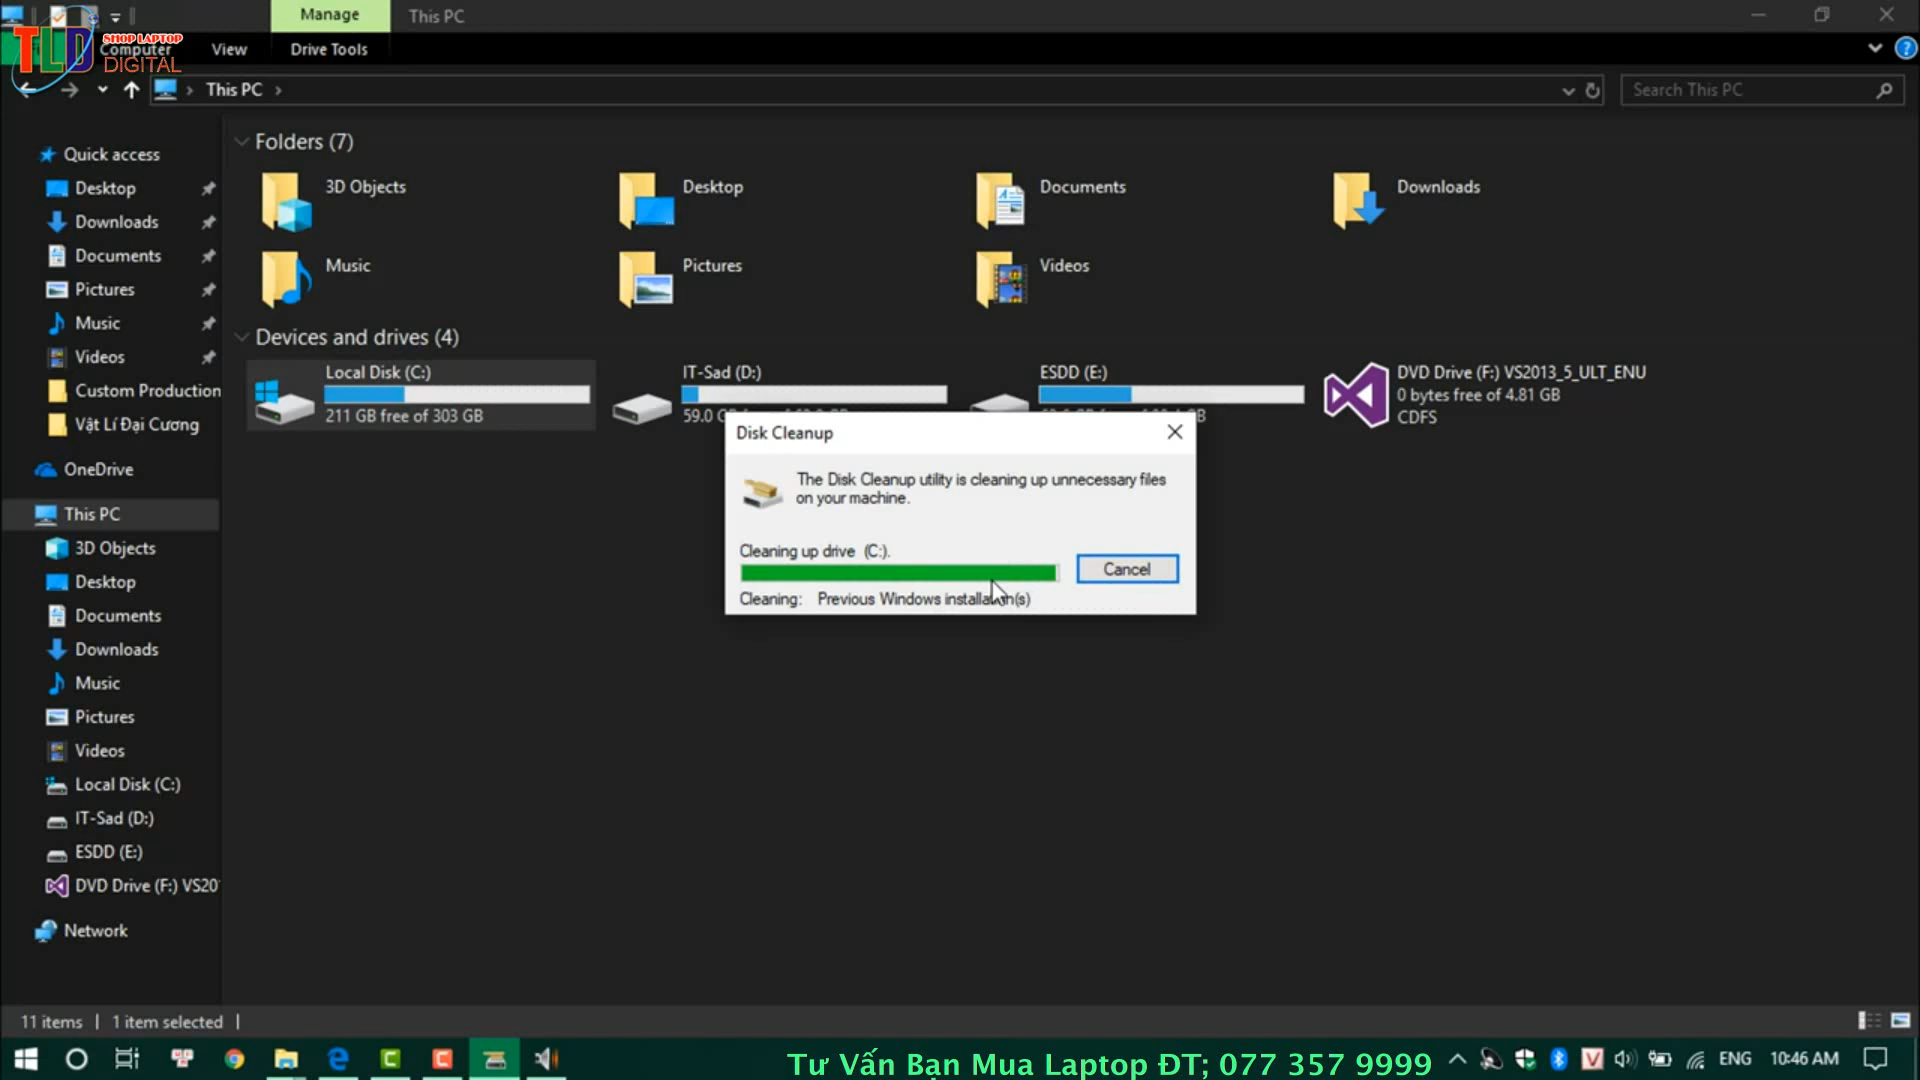 Manage
This PC
TLD
SHOP LAPTOP
DIGITAL
Computer
View
Drive Tools
This PC
Search This PC
Quick access
Desktop
Downloads
Documents
Pictures
Music
Videos
Custom Production
Vật Lí Đại Cương
OneDrive
This PC
3D Objects
Desktop
Documents
Downloads
Music
Pictures
Videos
Local Disk (C:)
IT-Sad (D:)
ESDD (E:)
DVD Drive (F:) VS20
Network
Folders (7)
3D Objects
Desktop
Documents
Downloads
Music
Pictures
Videos
Devices and drives (4)
Local Disk (C:)
211 GB free of 303 GB
IT-Sad (D:)
59.0
ESDD (E:)
DVD Drive (F:) VS2013_5_ULT_ENU
0 bytes free of 4.81 GB
CDFS
Disk Cleanup
The Disk Cleanup utility is cleaning up unnecessary files
on your machine.
Cleaning up drive (C:).
Cancel
Cleaning: Previous Windows installation(s)
11 items
1 item selected
Tư Vấn Bạn Mua Laptop ĐT; 077 357 9999
ENG
10:46 AM